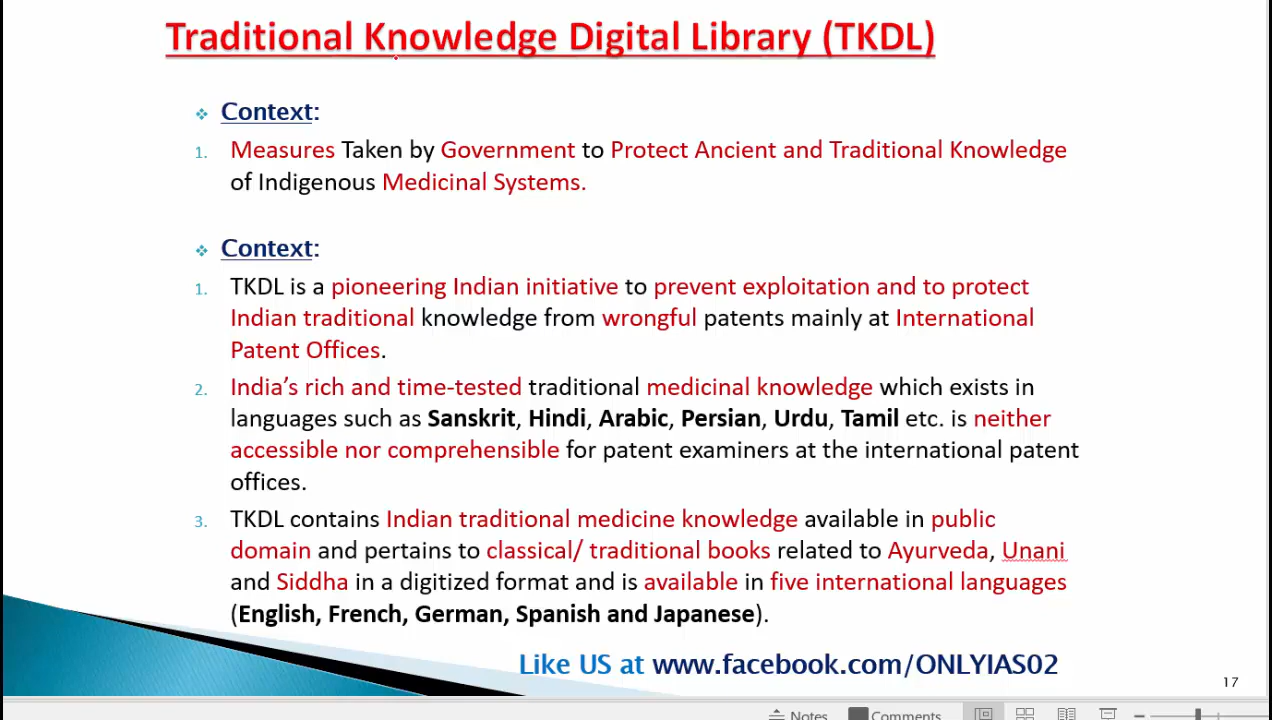 Traditional Knowledge Digital Library (TKDL)
❖ Context:
1. Measures Taken by Government to Protect Ancient and Traditional Knowledge
of Indigenous Medicinal Systems.
❖ Context:
1. TKDL is a pioneering Indian initiative to prevent exploitation and to protect
Indian traditional knowledge from wrongful patents mainly at International
Patent Offices.
2. India’s rich and time-tested traditional medicinal knowledge which exists in
languages such as Sanskrit, Hindi, Arabic, Persian, Urdu, Tamil etc. is neither
accessible nor comprehensible for patent examiners at the international patent
offices.
3. TKDL contains Indian traditional medicine knowledge available in public
domain and pertains to classical/ traditional books related to Ayurveda, Unani
and Siddha in a digitized format and is available in five international languages
(English, French, German, Spanish and Japanese).
Like US at www.facebook.com/ONLYIAS02
17
Notes Comments